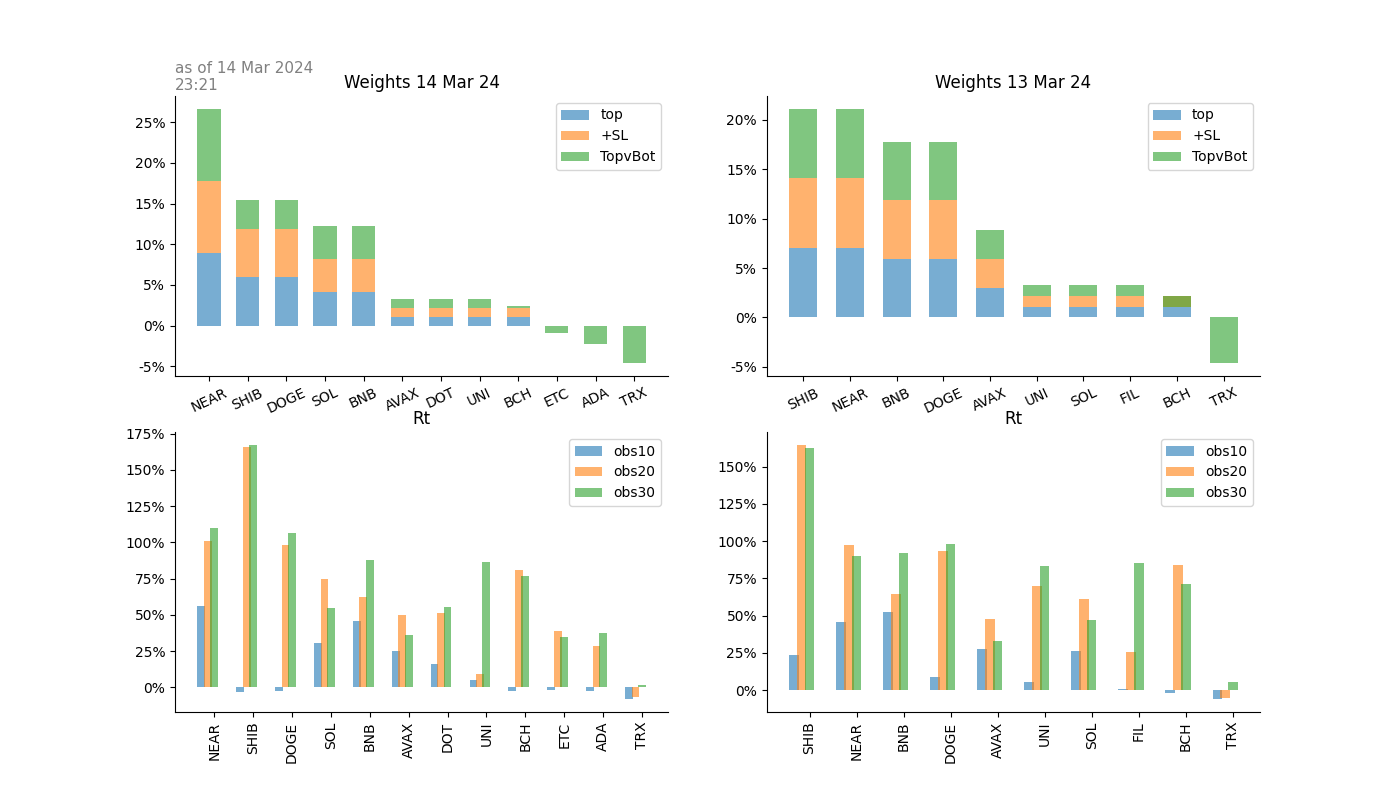 as of 14 Mar 2024
23:21
Weights 14 Mar 24
25%
20%
15%
10%
5%
0%
-5%
top
+SL
TopvBot
NEAR SHIB DOGE SOL BNB AVAX DOT UNI BCH ETC ADA TRX
Weights 13 Mar 24
20%
15%
10%
5%
0%
-5%
top
+SL
TopvBot
SHIB NEAR BNB DOGE AVAX UNI SOL FIL BCH TRX
Rt
175%
150%
125%
100%
75%
50%
25%
0%
obs10
obs20
obs30
NEAR SHIB DOGE SOL BNB AVAX DOT UNI BCH ETC ADA TRX
Rt
150%
125%
100%
75%
50%
25%
0%
obs10
obs20
obs30
SHIB NEAR BNB DOGE AVAX UNI SOL FIL BCH TRX